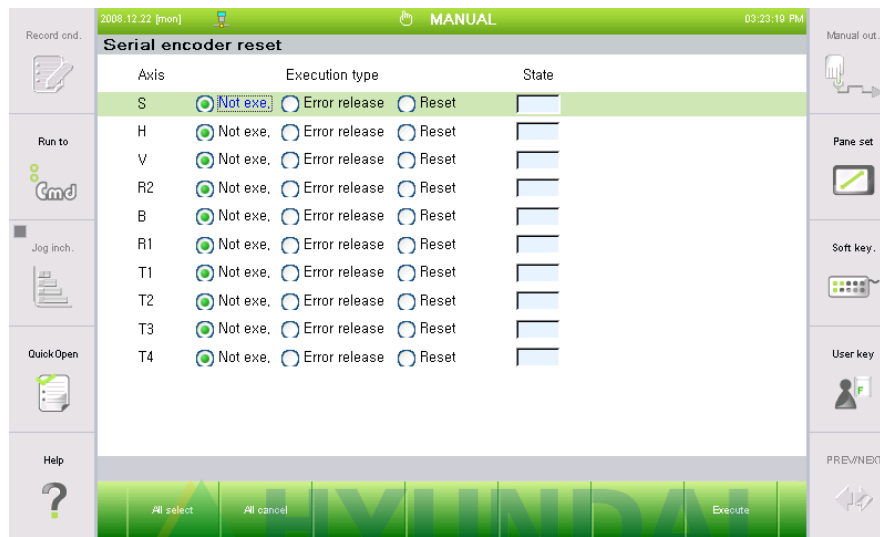 2008.12.22 [mon] MANUAL 03:23:19 PM
Serial encoder reset
Record cnd.
Run to
Cmd
Jog inch.
QuickOpen
Help
Axis Execution type State
S Not exe, Error release Reset
H Not exe, Error release Reset
V Not exe, Error release Reset
R2 Not exe, Error release Reset
B Not exe, Error release Reset
R1 Not exe, Error release Reset
T1 Not exe, Error release Reset
T2 Not exe, Error release Reset
T3 Not exe, Error release Reset
T4 Not exe, Error release Reset
Manual out.
Pane set
Soft key.
User key
F
PREV/NEXT
All select All cancel Execute
HYUNDAI